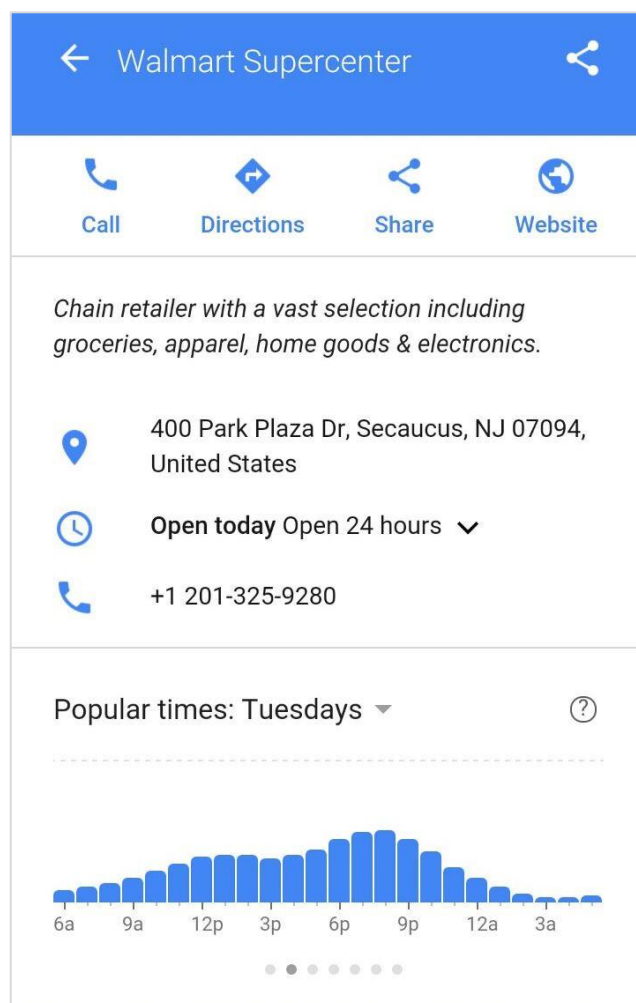 Walmart Supercenter
Call Directions Share Website
Chain retailer with a vast selection including
groceries, apparel, home goods & electronics.
400 Park Plaza Dr, Secaucus, NJ 07094,
United States
Open today Open 24 hours
+1 201-325-9280
Popular times: Tuesdays ?
6a 9a 12p 3p 6p 9p 12a 3a